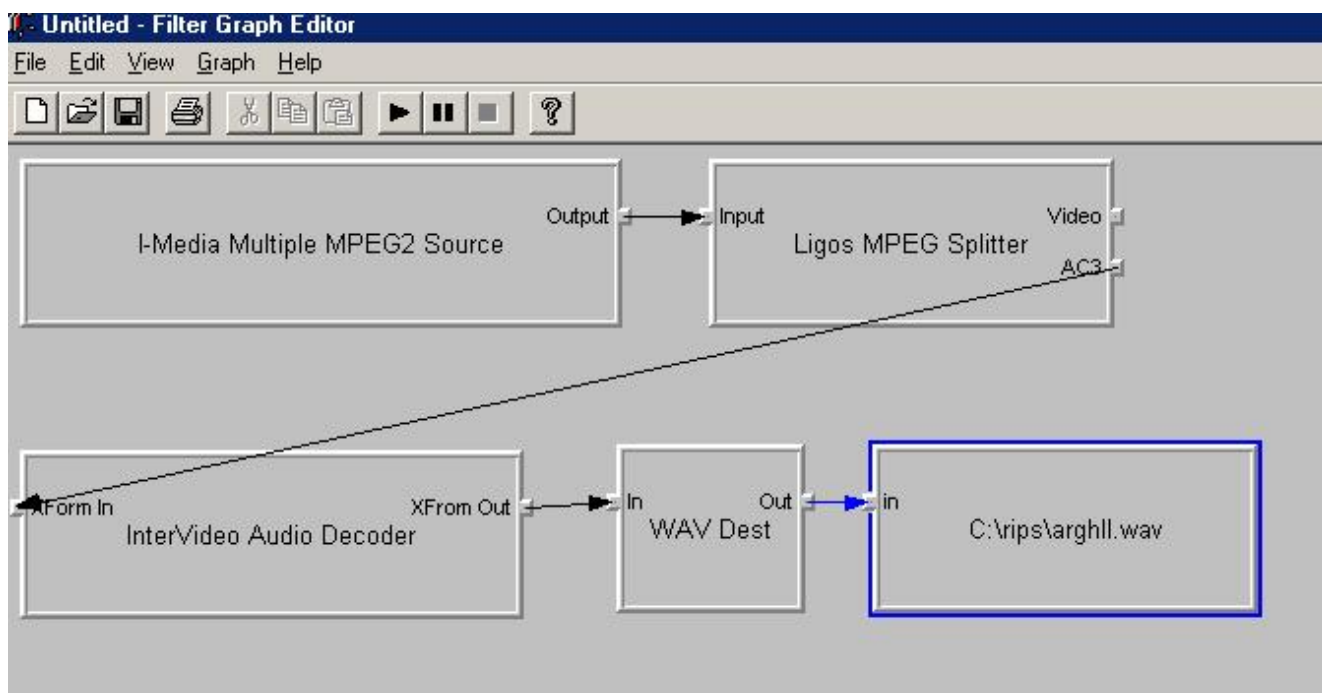 Untitled - Filter Graph Editor
File Edit View Graph Help
Output
I-Media Multiple MPEG2 Source
Input
Video
Ligos MPEG Splitter
AC3
XForm In
XFrom Out
InterVideo Audio Decoder
In
Out
WAV Dest
in
C:\rips\arghll.wav